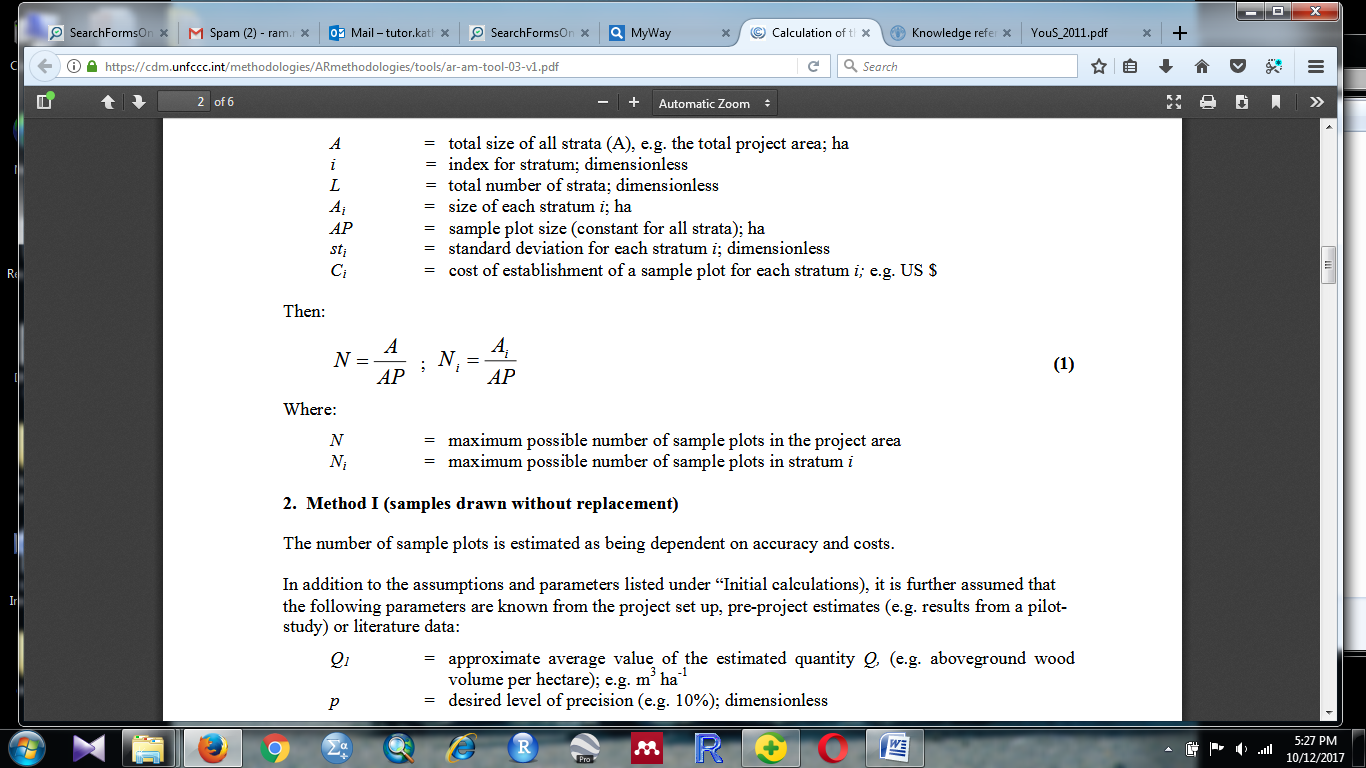 SearchFormsOn
Spam (2) - ram.r
Mail – tutor.katl
SearchFormsOn
MyWay
Calculation of tl
Knowledge refe
YouS_2011.pdf
https://cdm.unfccc.int/methodologies/ARmethodologies/tools/ar-am-tool-03-v1.pdf
Search
2 of 6
Automatic Zoom
A = total size of all strata (A), e.g. the total project area; ha
i = index for stratum; dimensionless
L = total number of strata; dimensionless
Ai = size of each stratum i; ha
AP = sample plot size (constant for all strata); ha
sti = standard deviation for each stratum i; dimensionless
Ci = cost of establishment of a sample plot for each stratum i; e.g. US $
Then:
N = A / AP ; Ni = Ai / AP (1)
Where:
N = maximum possible number of sample plots in the project area
Ni = maximum possible number of sample plots in stratum i
2. Method I (samples drawn without replacement)
The number of sample plots is estimated as being dependent on accuracy and costs.
In addition to the assumptions and parameters listed under “Initial calculations), it is further assumed that
the following parameters are known from the project set up, pre-project estimates (e.g. results from a pilot-
study) or literature data:
Q1 = approximate average value of the estimated quantity Q, (e.g. aboveground wood
volume per hectare); e.g. m3 ha-1
p = desired level of precision (e.g. 10%); dimensionless
5:27 PM
10/12/2017